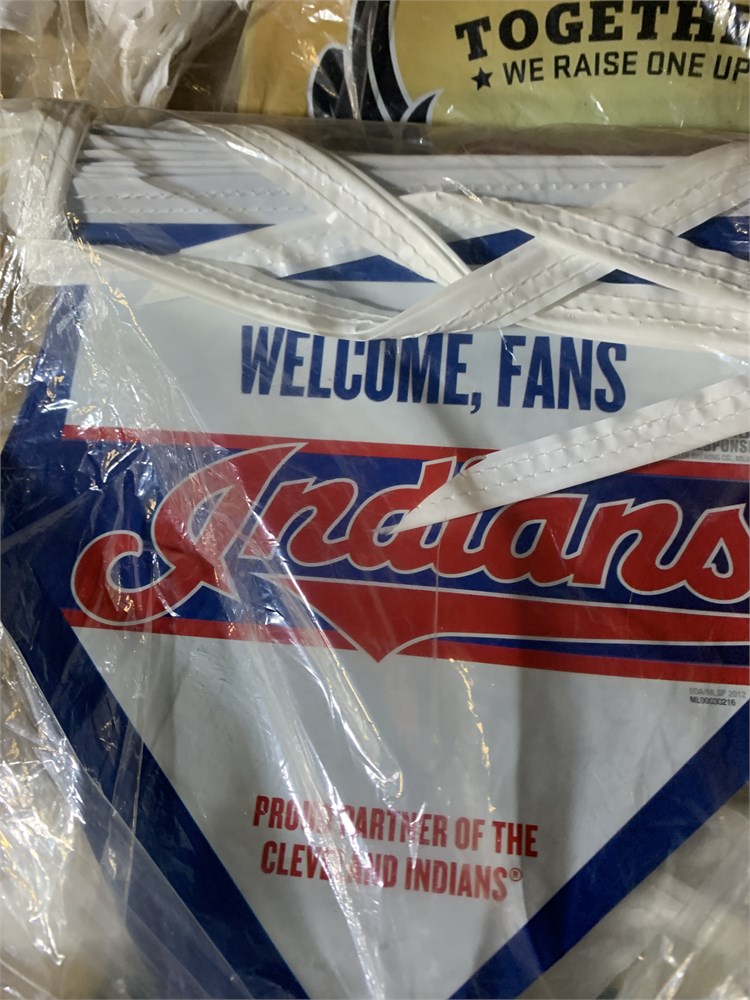 TOGETH
★ WE RAISE ONE UP
WELCOME, FANS
Indians
PROUD PARTNER OF THE
CLEVELAND INDIANS®